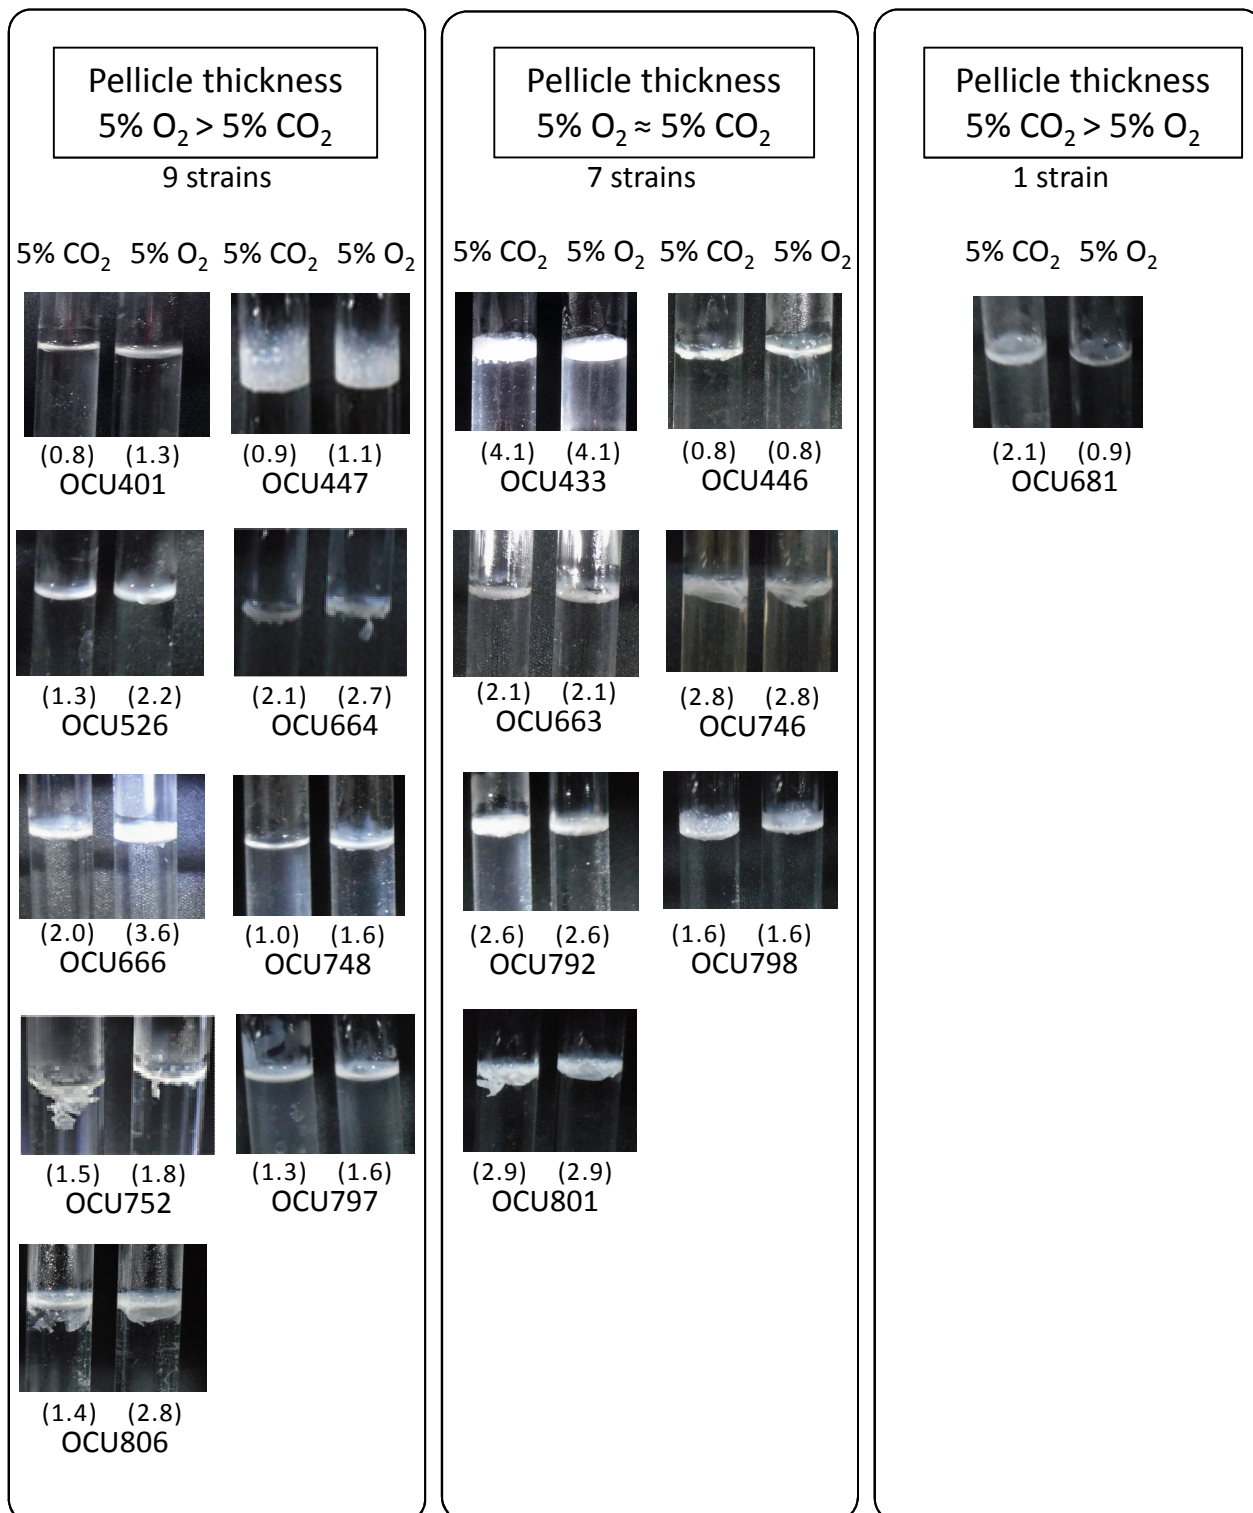 Pellicle thickness
5% O₂ > 5% CO₂
9 strains
5% CO₂ 5% O₂ 5% CO₂ 5% O₂
(0.8) (1.3) (0.9) (1.1)
OCU401 OCU447
(1.3) (2.2) (2.1) (2.7)
OCU526 OCU664
(2.0) (3.6) (1.0) (1.6)
OCU666 OCU748
(1.5) (1.8) (1.3) (1.6)
OCU752 OCU797
(1.4) (2.8)
OCU806
Pellicle thickness
5% O₂ ≈ 5% CO₂
7 strains
5% CO₂ 5% O₂ 5% CO₂ 5% O₂
(4.1) (4.1) (0.8) (0.8)
OCU433 OCU446
(2.1) (2.1) (2.8) (2.8)
OCU663 OCU746
(2.6) (2.6) (1.6) (1.6)
OCU792 OCU798
(2.9) (2.9)
OCU801
Pellicle thickness
5% CO₂ > 5% O₂
1 strain
5% CO₂ 5% O₂
(2.1) (0.9)
OCU681